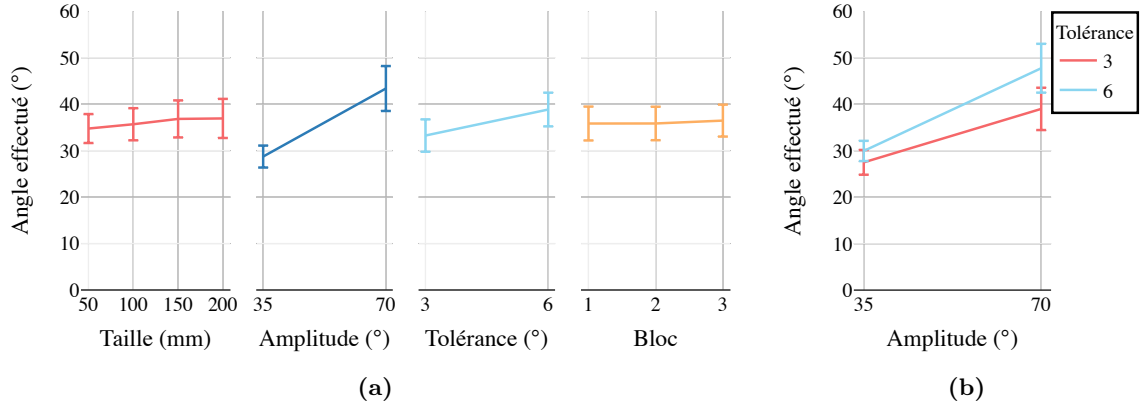 60 50 40 30 20 10 0
Angle effectué (°)
50 100 150 200
Taille (mm)
35 70
Amplitude (°)
3 6
Tolérance (°)
1 2 3
Bloc
(a)
60 50 40 30 20 10 0
Angle effectué (°)
35 70
Amplitude (°)
Tolérance
3
6
(b)